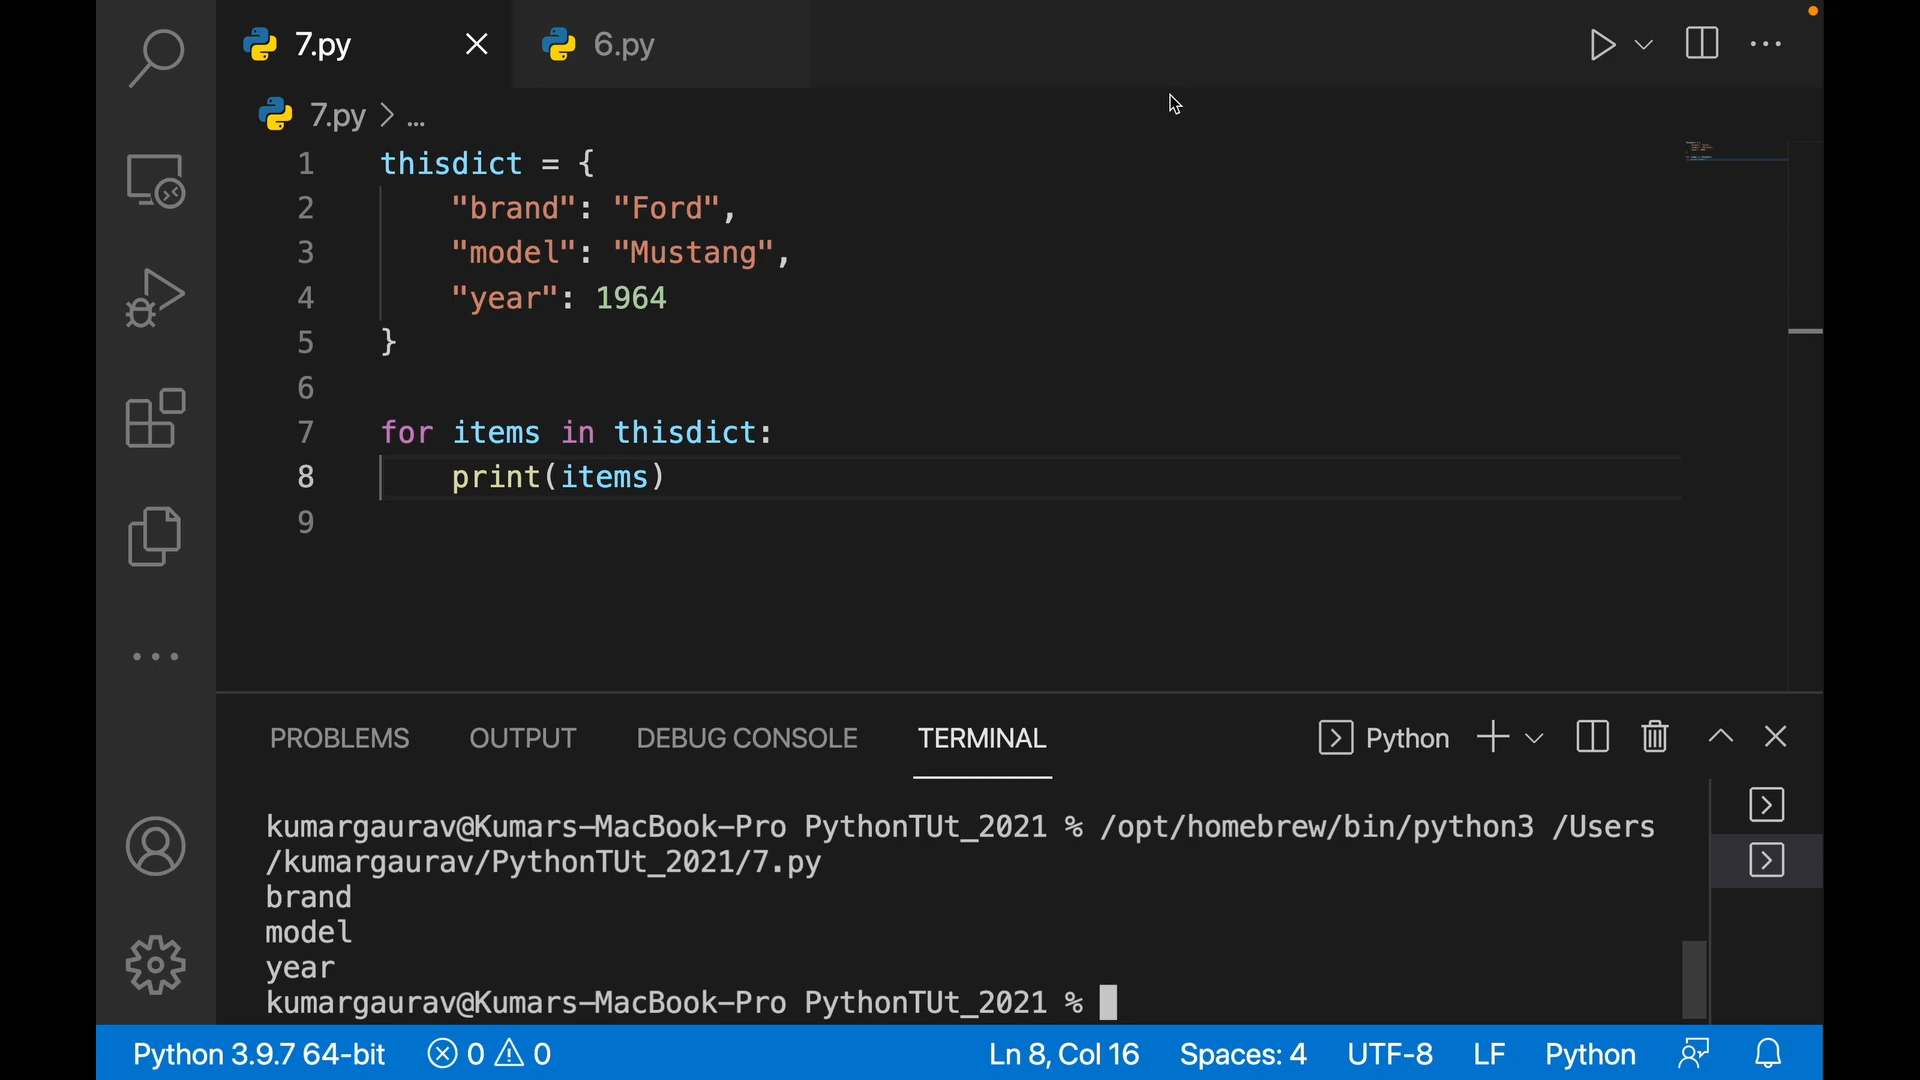 7.py
6.py
7.py > ...
1 thisdict = {
2     "brand": "Ford",
3     "model": "Mustang",
4     "year": 1964
5 }
6
7 for items in thisdict:
8     print(items)
9
PROBLEMS OUTPUT DEBUG CONSOLE TERMINAL Python
kumargaurav@Kumars-MacBook-Pro PythonTUt_2021 % /opt/homebrew/bin/python3 /Users
/kumargaurav/PythonTUt_2021/7.py
brand
model
year
kumargaurav@Kumars-MacBook-Pro PythonTUt_2021 %
Python 3.9.7 64-bit 0 0 Ln 8, Col 16 Spaces: 4 UTF-8 LF Python